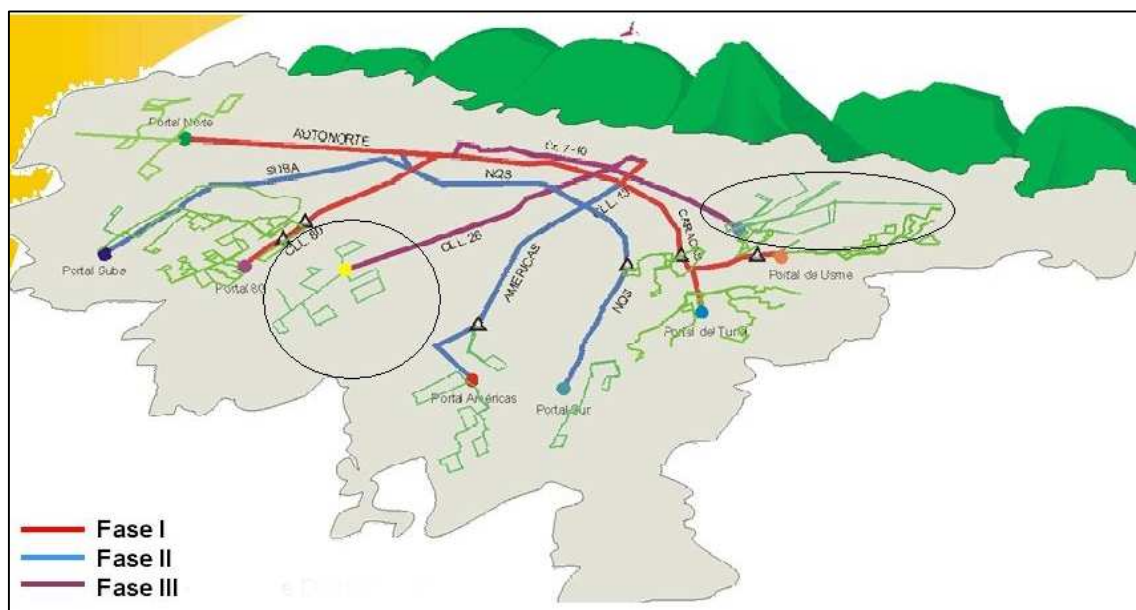 Portal Norte
AUTONORTE
Cr. 7-10
SUBA
NQS
CLL. 13
CARACAS
CLL. 80
CLL. 26
Portal Suba
Portal 80
AMERICAS
NQS
Portal de Usme
Portal del Tunal
Portal Américas
Portal Sur
Fase I
Fase II
Fase III